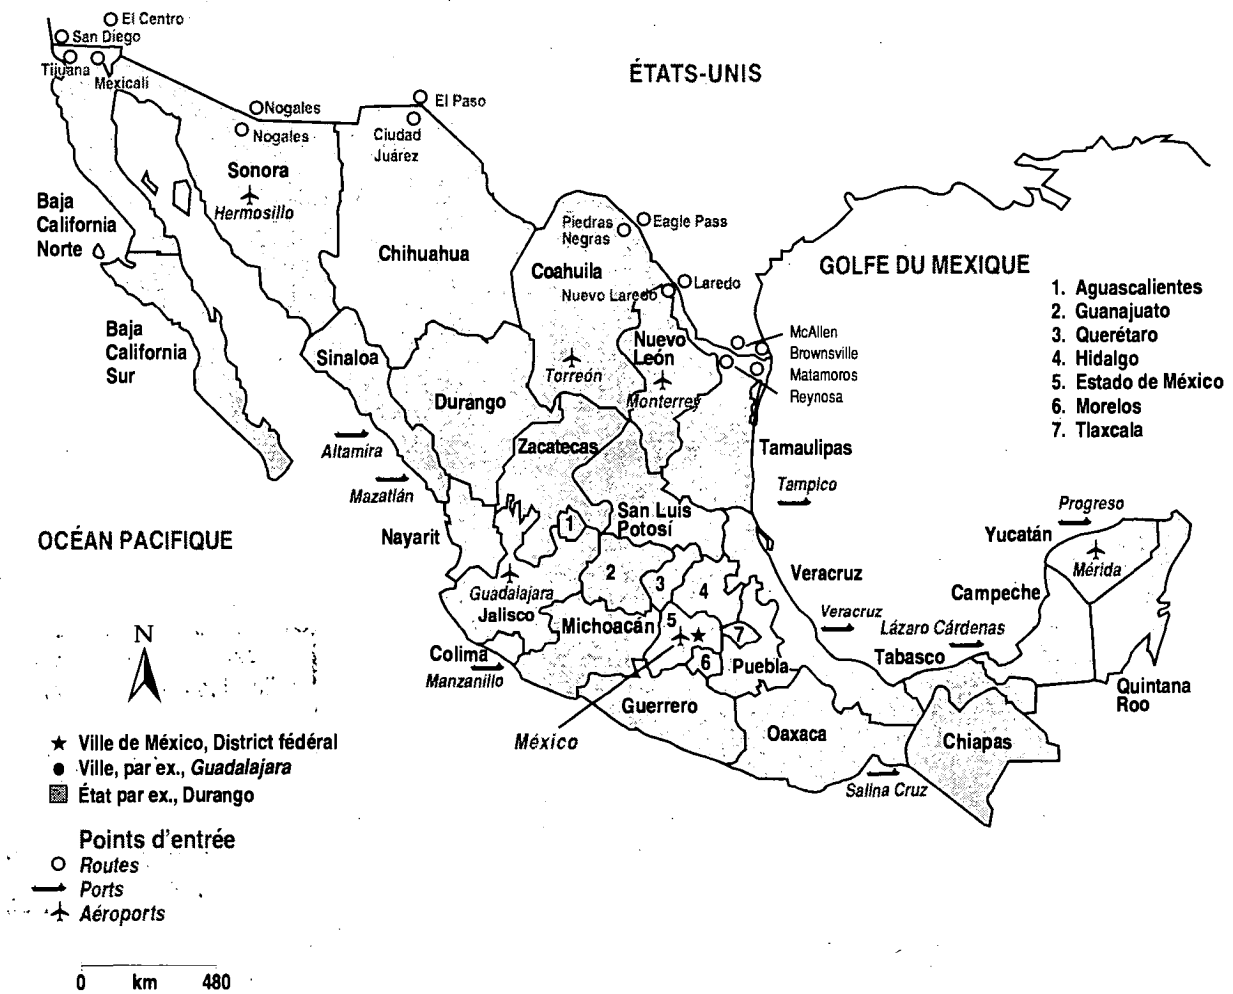 El Centro
San Diego
Tijuana
Mexicali
ÉTATS-UNIS
Nogales
Nogales
El Paso
Ciudad
Juárez
Sonora
Hermosillo
Baja
California
Norte
Chihuahua
Piedras
Negras
Eagle Pass
Coahuila
Nuevo Laredo
Laredo
GOLFE DU MEXIQUE
1. Aguascalientes
2. Guanajuato
3. Querétaro
4. Hidalgo
5. Estado de México
6. Morelos
7. Tlaxcala
Baja
California
Sur
Sinaloa
Nuevo
León
McAllen
Brownsville
Matamoros
Reynosa
Torreón
Monterrey
Durango
Altamira
Mazatlán
Zacatecas
Tamaulipas
Tampico
San Luis
Potosí
Nayarit
OCÉAN PACIFIQUE
1
2
3
4
5
6
7
Progreso
Yucatán
Mérida
Campeche
Veracruz
Veracruz
Lázaro Cárdenas
Tabasco
Quintana
Roo
Guadalajara
Jalisco
Michoacán
Colima
Manzanillo
Puebla
Guerrero
México
Oaxaca
Chiapas
Salina Cruz
N
Ville de México, District fédéral
Ville, par ex., Guadalajara
État par ex., Durango
Points d'entrée
Routes
Ports
Aéroports
0 km 480